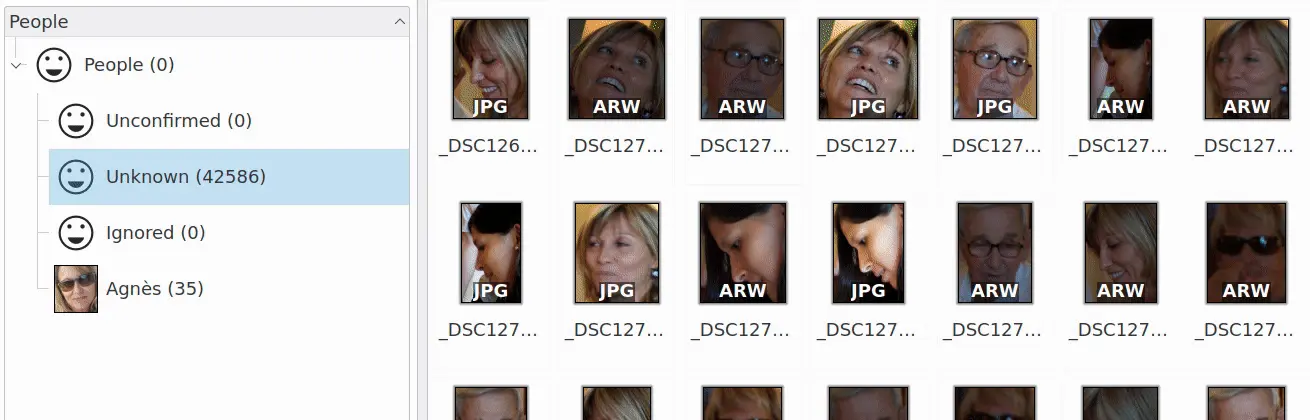 People
People (0)
Unconfirmed (0)
Unknown (42586)
Ignored (0)
Agnès (35)
JPG ARW ARW JPG JPG ARW ARW
_DSC126... _DSC127... _DSC127... _DSC127... _DSC127... _DSC127... _DSC127...
JPG JPG ARW JPG ARW ARW ARW
_DSC127... _DSC127... _DSC127... _DSC127... _DSC127... _DSC127... _DSC127...